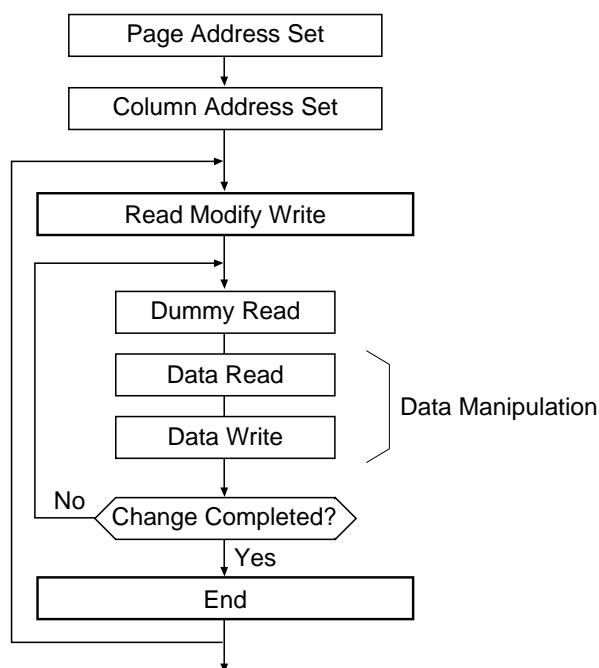 Page Address Set
Column Address Set
Read Modify Write
Dummy Read
Data Read
Data Manipulation
Data Write
No
Change Completed?
Yes
End